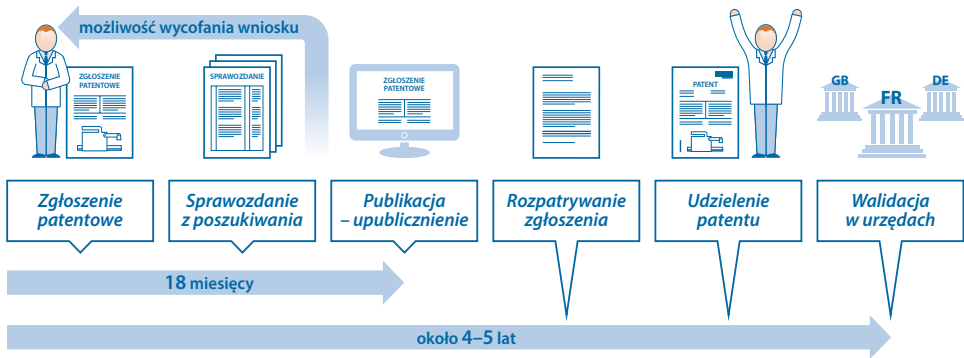 możliwość wycofania wniosku
ZGŁOSZENIE
PATENTOWE
SPRAWOZDANIE
ZGŁOSZENIE
PATENTOWE
PATENT
GB
FR
DE
Zgłoszenie
patentowe
Sprawozdanie
z poszukiwania
Publikacja
– upublicznienie
Rozpatrywanie
zgłoszenia
Udzielenie
patentu
Walidacja
w urzędach
18 miesięcy
około 4–5 lat